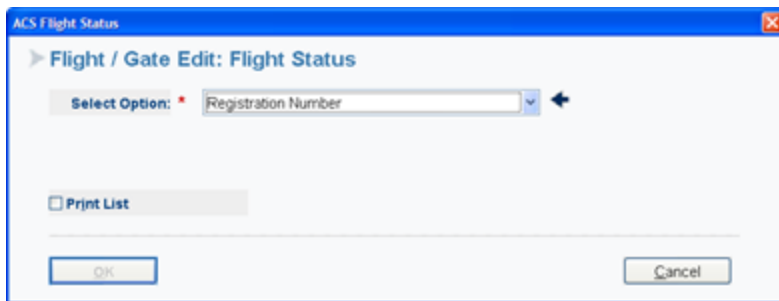 ACS Flight Status
Flight / Gate Edit: Flight Status
Select Option: * Registration Number
Print List
OK Cancel